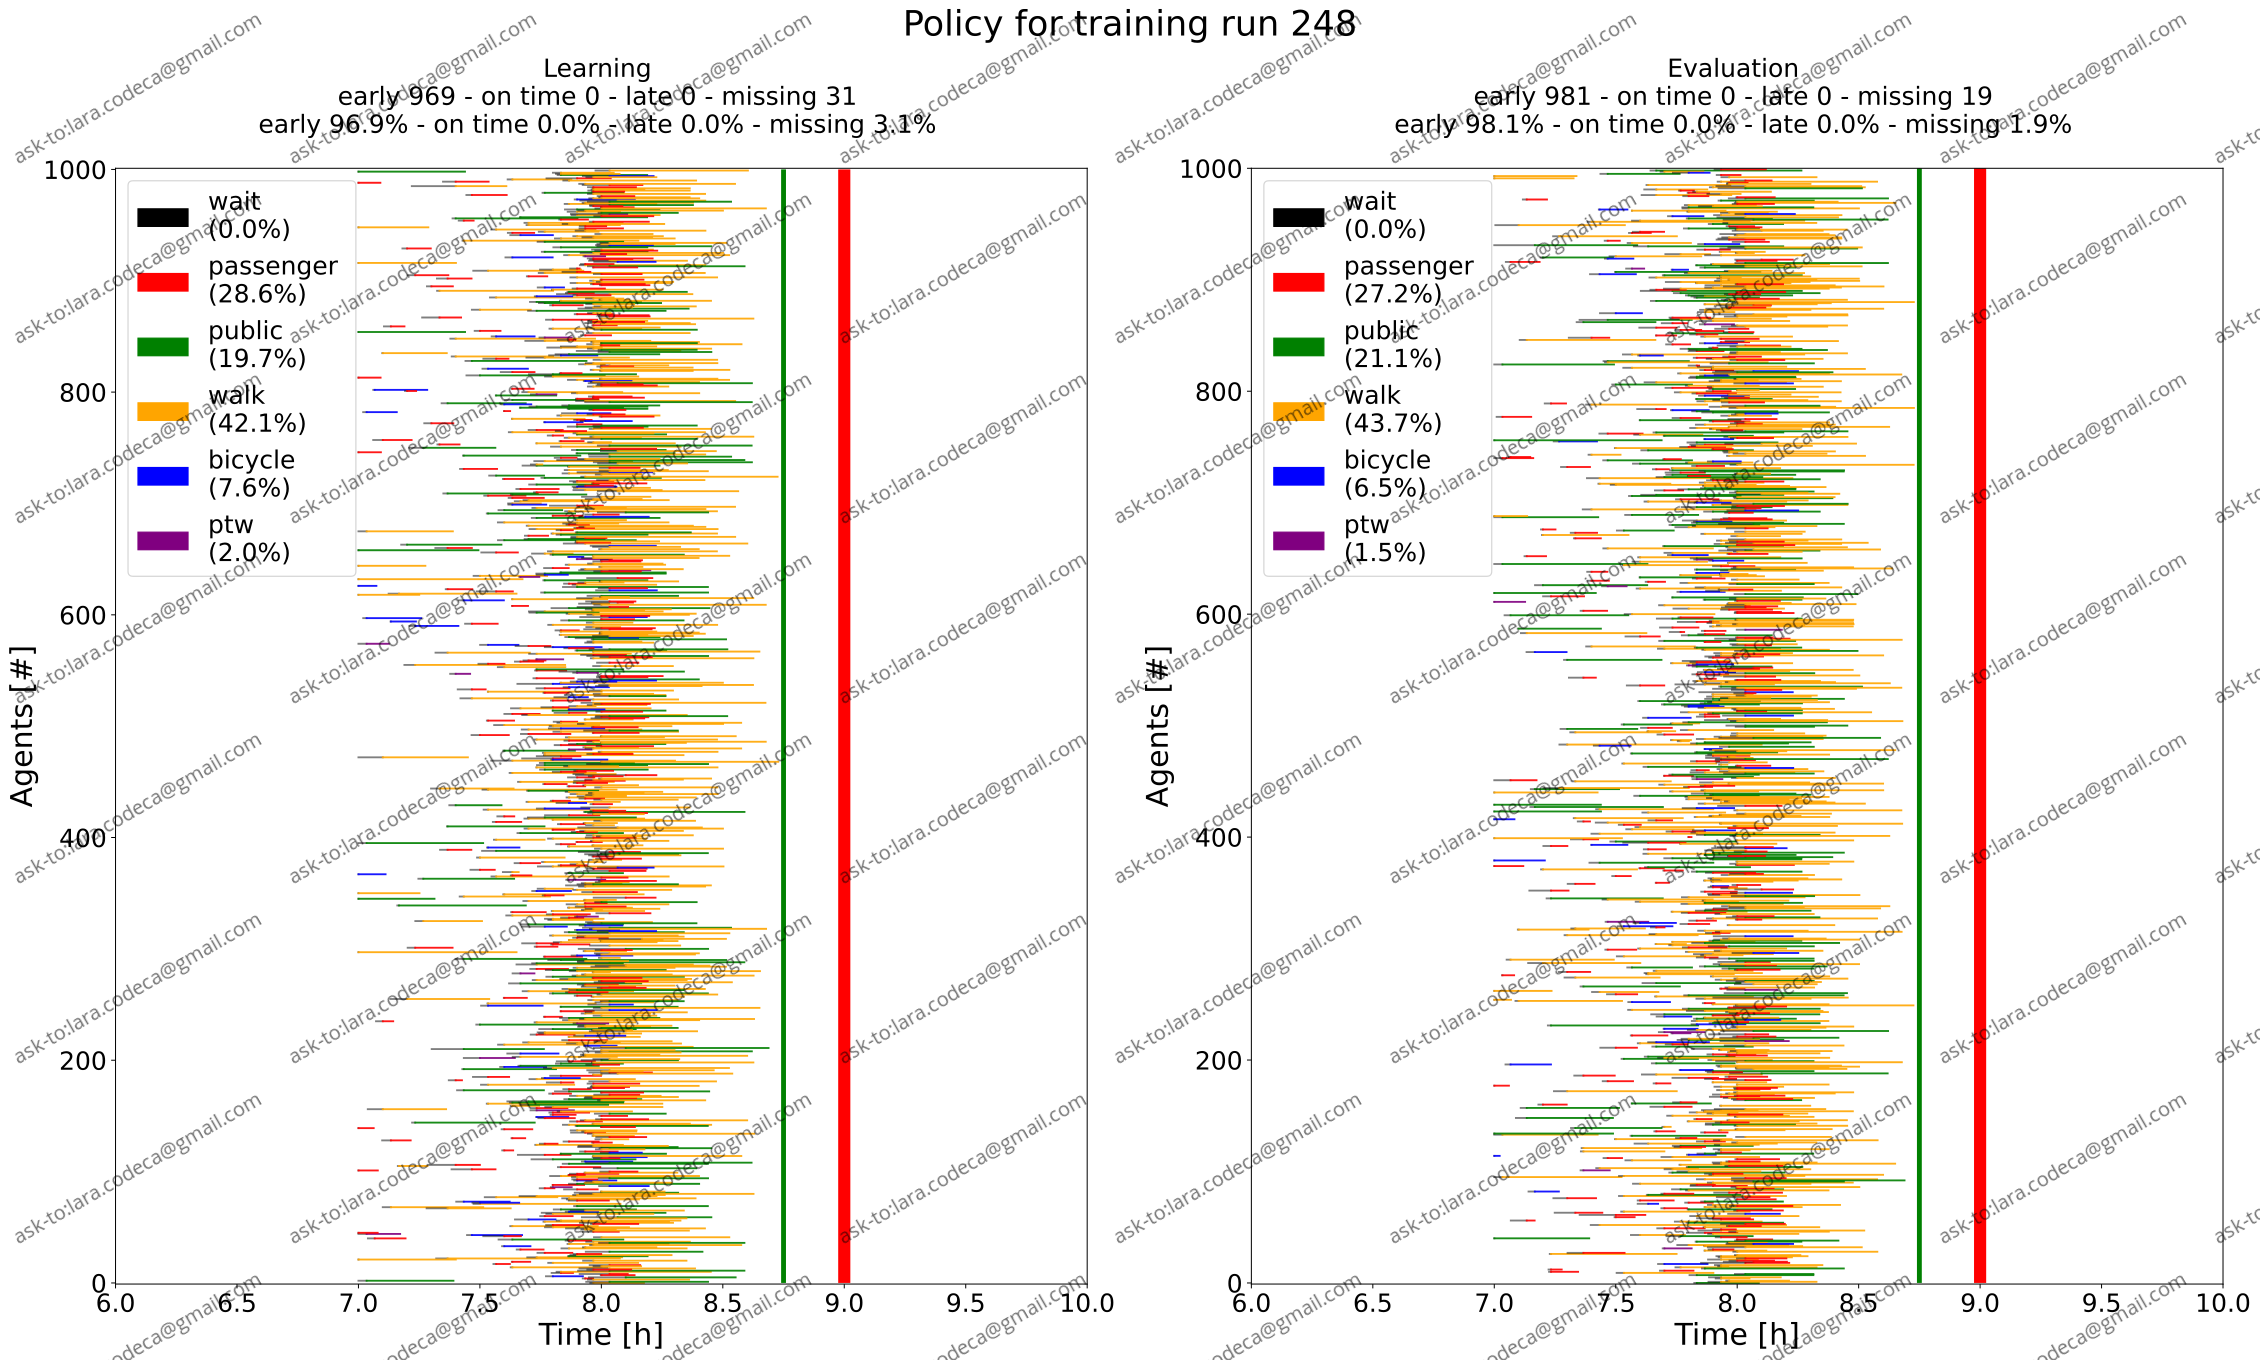 Policy for training run 248
Learning
early 969 - on time 0 - late 0 - missing 31
early 96.9% - on time 0.0% - late 0.0% - missing 3.1%
Agents [#]
1000
800
600
400
200
0
wait
(0.0%)
passenger
(28.6%)
public
(19.7%)
walk
(42.1%)
bicycle
(7.6%)
ptw
(2.0%)
6.0 6.5 7.0 7.5 8.0 8.5 9.0 9.5 10.0
Time [h]
Evaluation
early 981 - on time 0 - late 0 - missing 19
early 98.1% - on time 0.0% - late 0.0% - missing 1.9%
Agents [#]
1000
800
600
400
200
0
wait
(0.0%)
passenger
(27.2%)
public
(21.1%)
walk
(43.7%)
bicycle
(6.5%)
ptw
(1.5%)
6.0 6.5 7.0 7.5 8.0 8.5 9.0 9.5 10.0
Time [h]
ask-to:lara.codeca@gmail.com